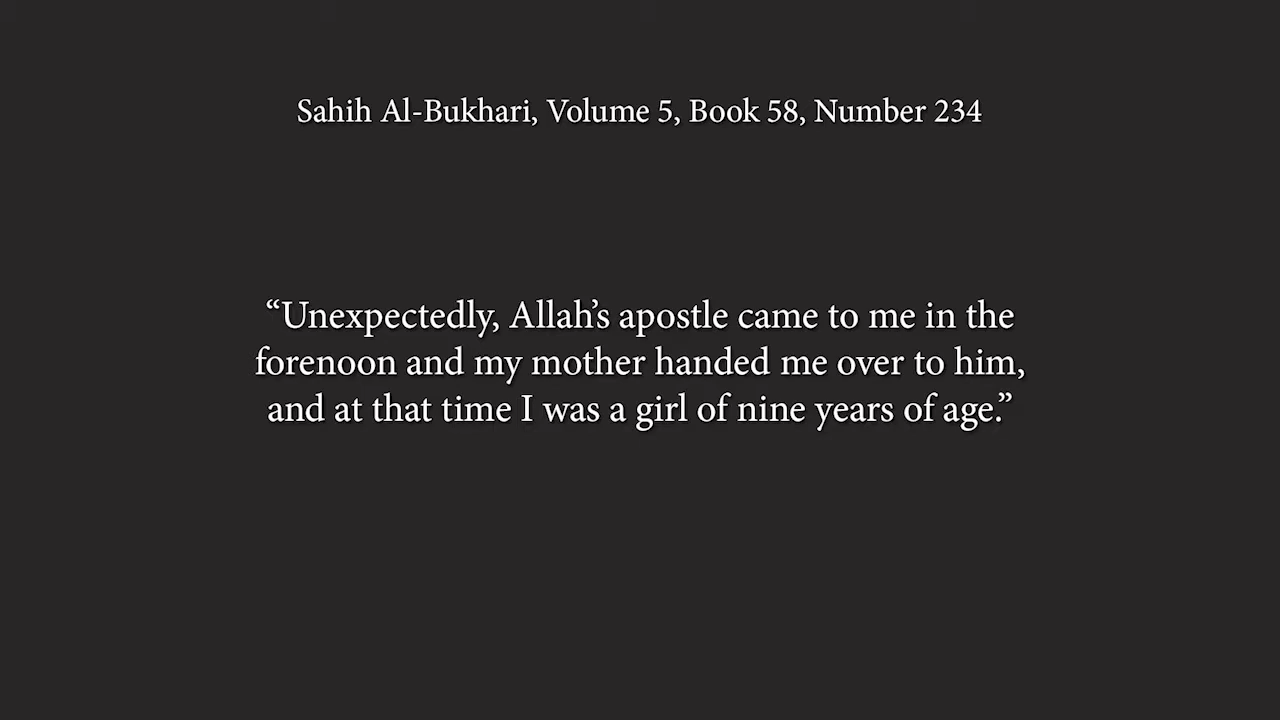 Sahih Al-Bukhari, Volume 5, Book 58, Number 234
“Unexpectedly, Allah’s apostle came to me in the
forenoon and my mother handed me over to him,
and at that time I was a girl of nine years of age.”